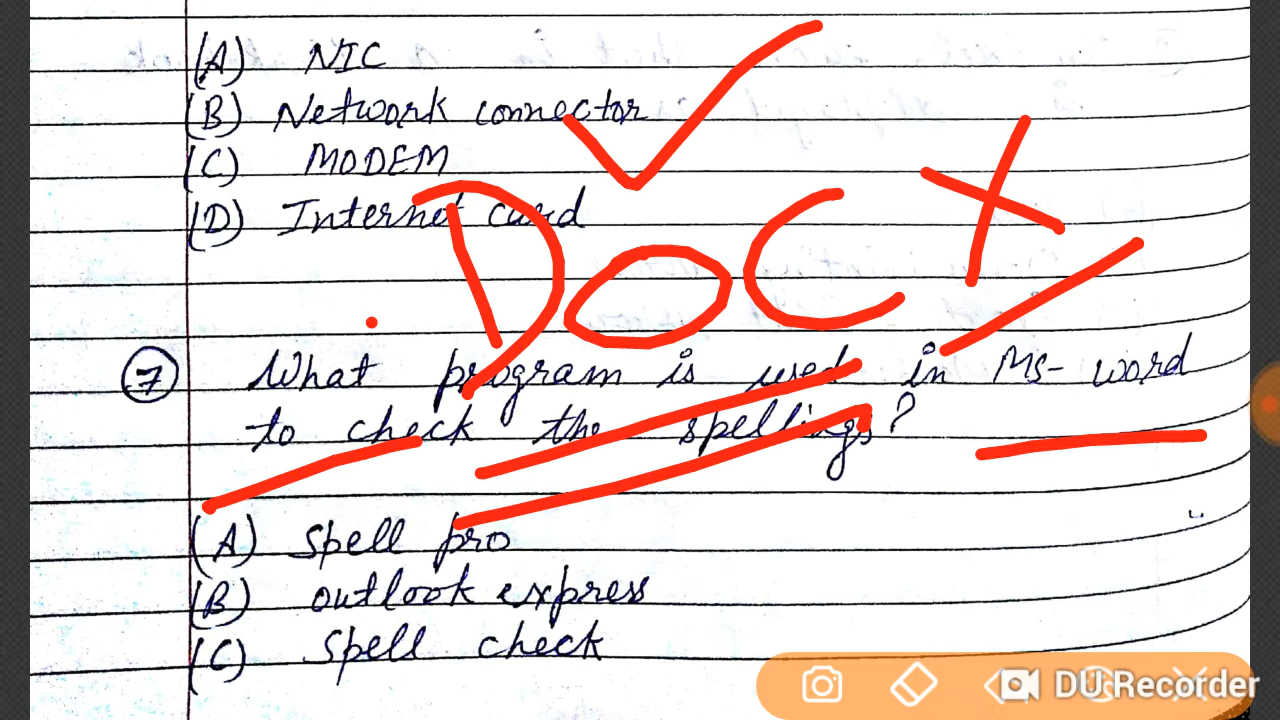 (A) NIC
(B) Network connector
(C) MODEM
(D) Internet card
DOCX
7 What program is used in Ms-word
to check the spellings?
(A) Spell pro
(B) outlook express
(C) Spell check
DU Recorder